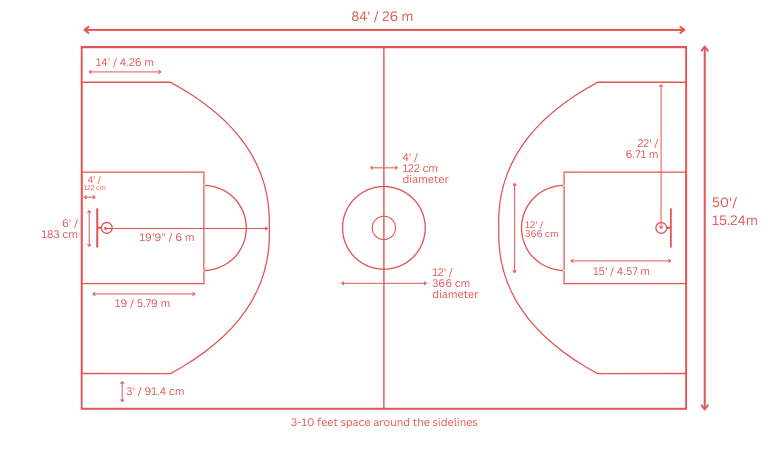 84' / 26 m
14' / 4.26 m
4' /
122 cm
6' /
183 cm
19'9" / 6 m
19 / 5.79 m
3' / 91.4 cm
4' /
122 cm
diameter
12' /
366 cm
diameter
22' /
6.71 m
12' /
366 cm
15' / 4.57 m
50'/
15.24m
3-10 feet space around the sidelines